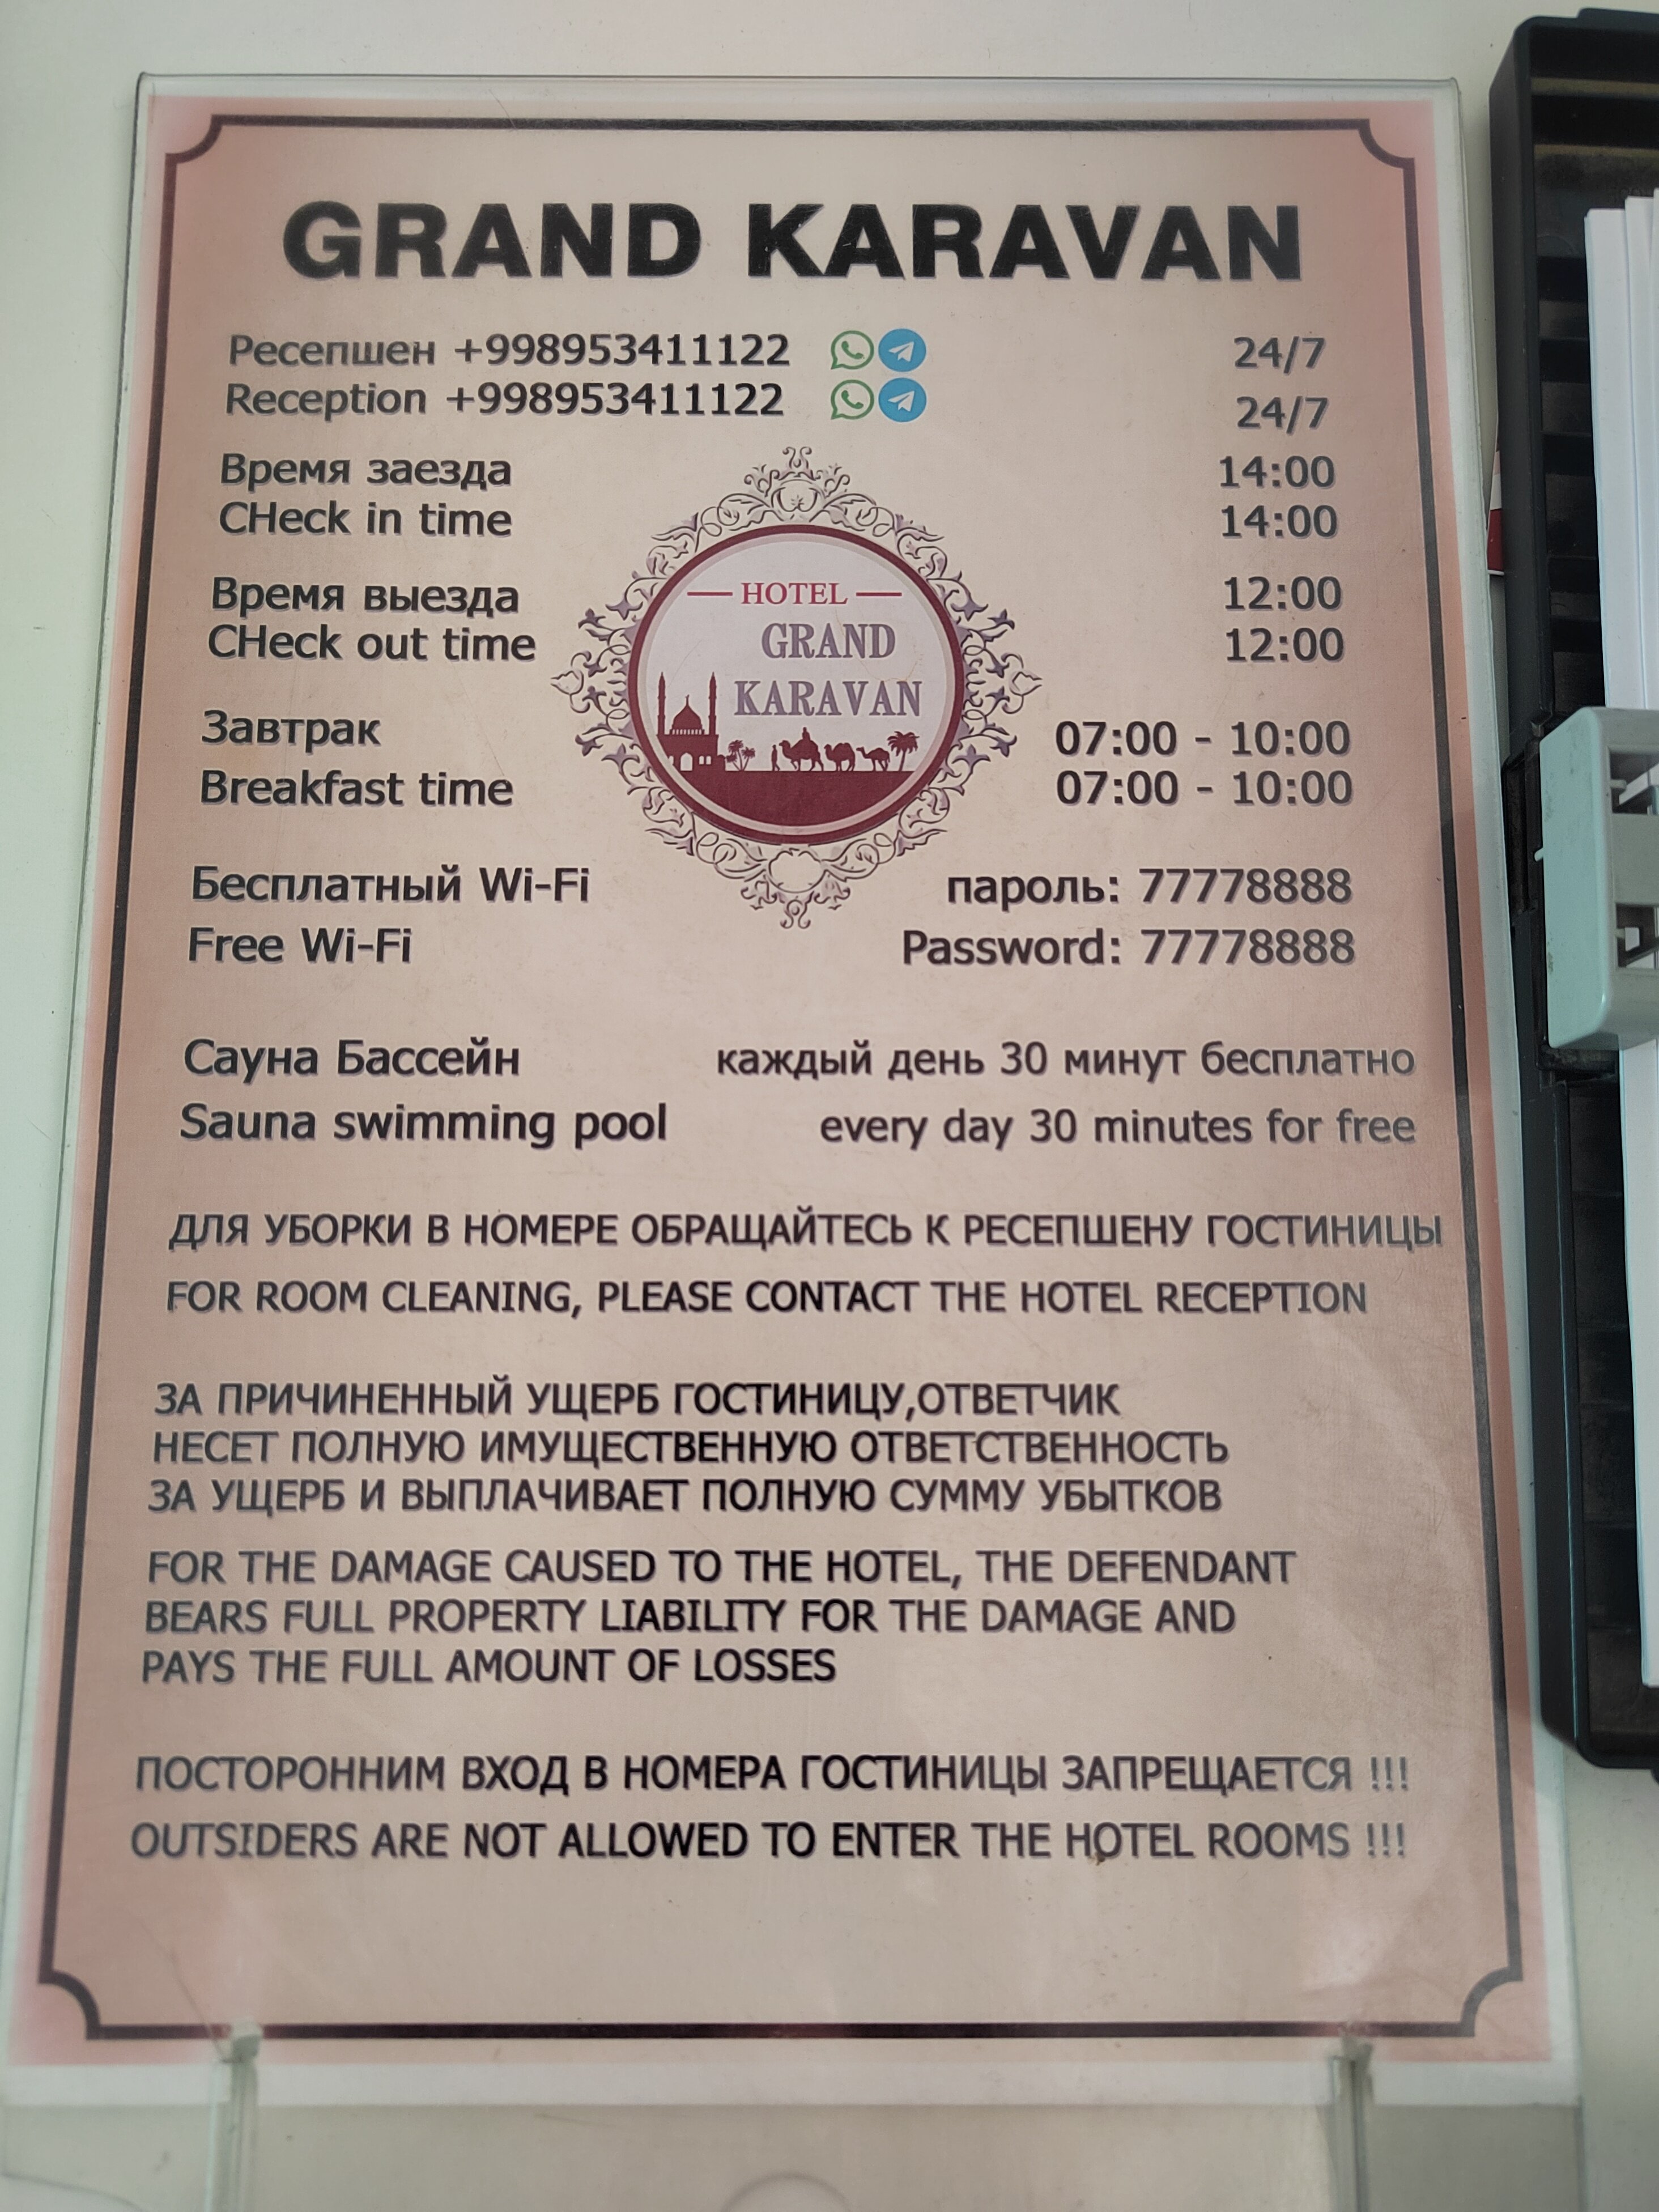 GRAND KARAVAN
Ресепшен +998953411122 24/7
Reception +998953411122 24/7
Время заезда 14:00
CHeck in time 14:00
Время выезда 12:00
CHeck out time 12:00
HOTEL
GRAND
KARAVAN
Завтрак 07:00 - 10:00
Breakfast time 07:00 - 10:00
Бесплатный Wi-Fi пароль: 77778888
Free Wi-Fi Password: 77778888
Сауна Бассейн каждый день 30 минут бесплатно
Sauna swimming pool every day 30 minutes for free
ДЛЯ УБОРКИ В НОМЕРЕ ОБРАЩАЙТЕСЬ К РЕСЕПШЕНУ ГОСТИНИЦЫ
FOR ROOM CLEANING, PLEASE CONTACT THE HOTEL RECEPTION
ЗА ПРИЧИНЕННЫЙ УЩЕРБ ГОСТИНИЦУ,ОТВЕТЧИК
НЕСЕТ ПОЛНУЮ ИМУЩЕСТВЕННУЮ ОТВЕТСТВЕННОСТЬ
ЗА УЩЕРБ И ВЫПЛАЧИВАЕТ ПОЛНУЮ СУММУ УБЫТКОВ
FOR THE DAMAGE CAUSED TO THE HOTEL, THE DEFENDANT
BEARS FULL PROPERTY LIABILITY FOR THE DAMAGE AND
PAYS THE FULL AMOUNT OF LOSSES
ПОСТОРОННИМ ВХОД В НОМЕРА ГОСТИНИЦЫ ЗАПРЕЩАЕТСЯ !!!
OUTSIDERS ARE NOT ALLOWED TO ENTER THE HOTEL ROOMS !!!